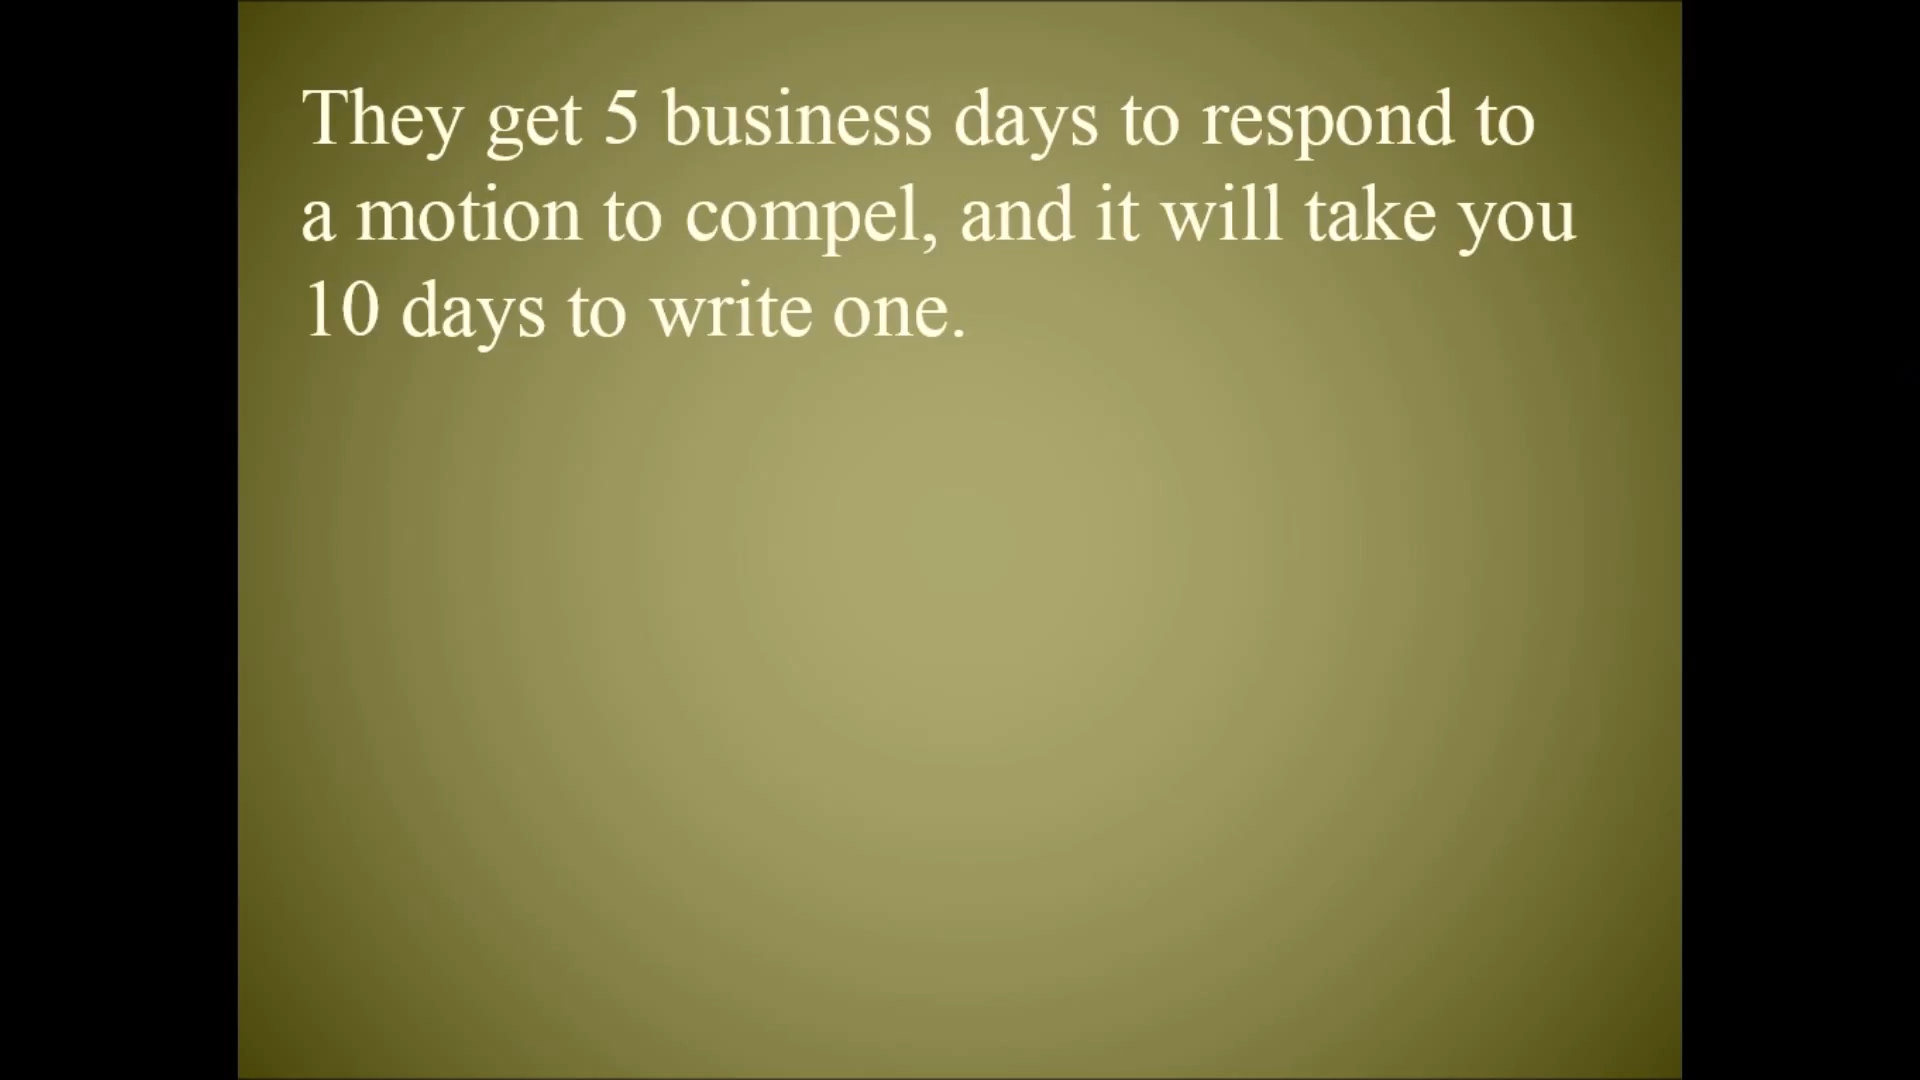 They get 5 business days to respond to
a motion to compel, and it will take you
10 days to write one.